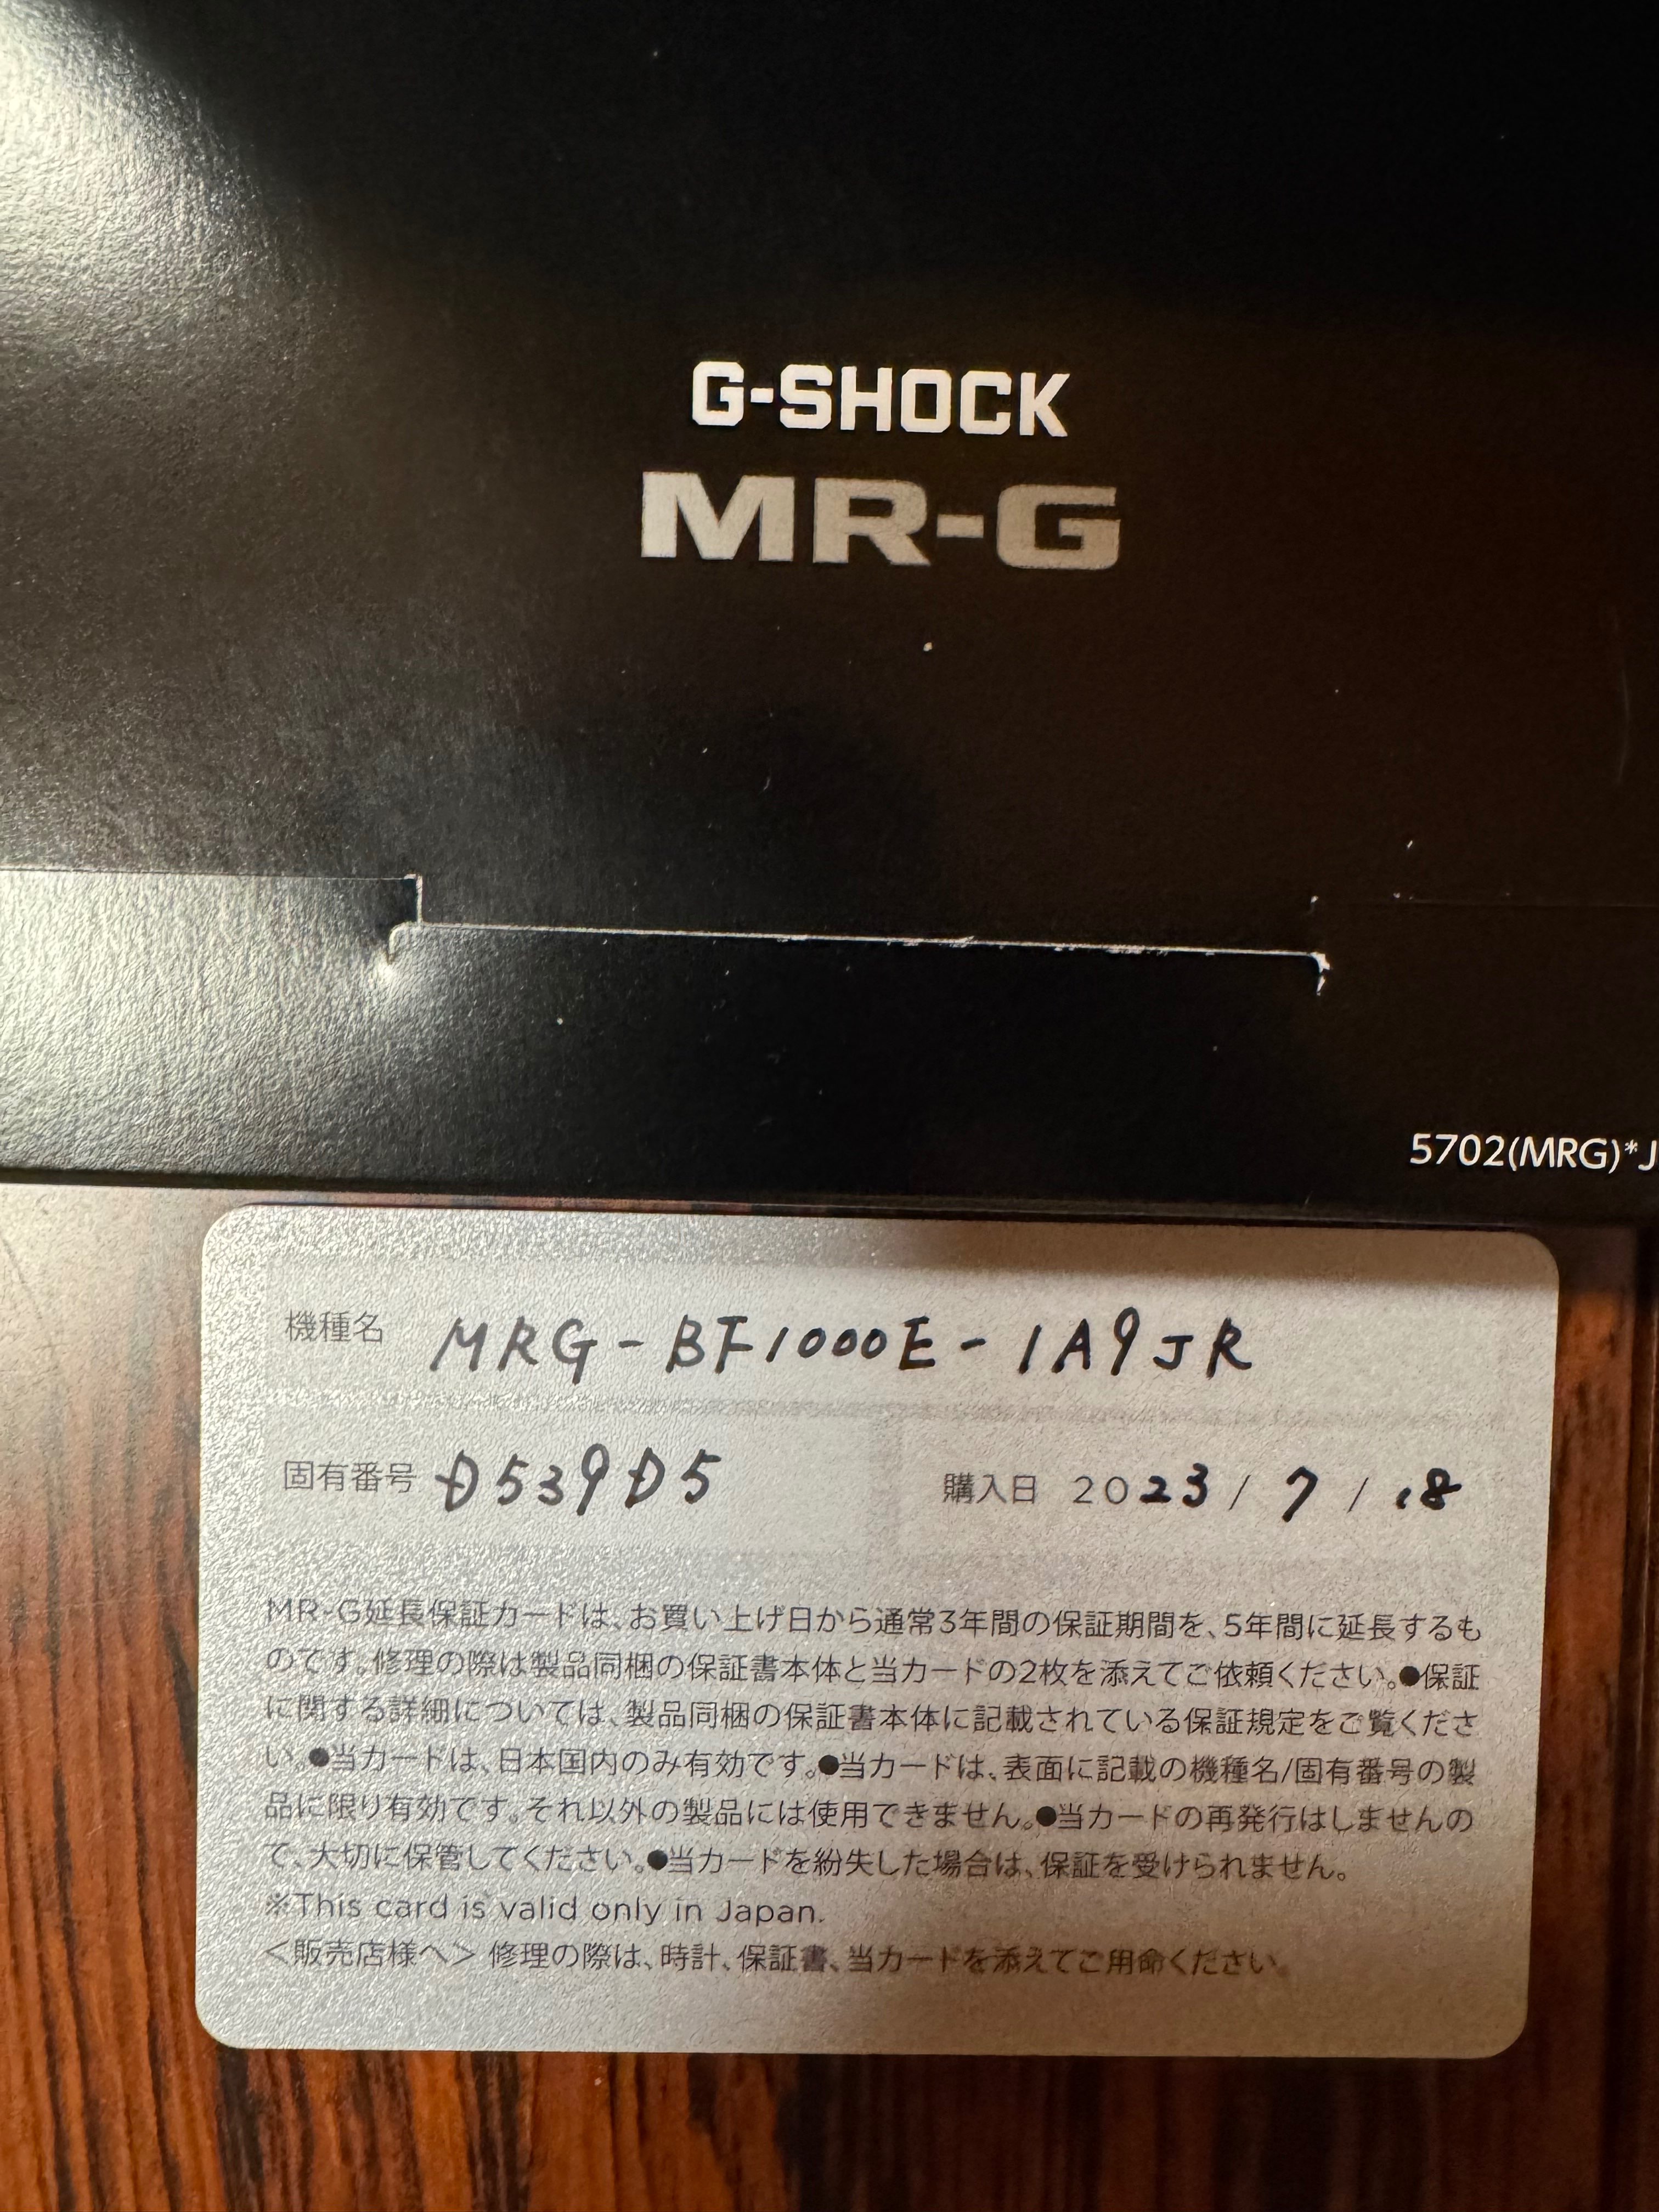 G-SHOCK
MR-G
5702(MRG)*J
機種名 MRG-BF1000E-1A9JR
固有番号 D539D5 購入日 2023/7/18
MR-G延長保証カードは、お買い上げ日から通常3年間の保証期間を、5年間に延長するも
のです。修理の際は製品同梱の保証書本体と当カードの2枚を添えてご依頼ください。●保証
に関する詳細については、製品同梱の保証書本体に記載されている保証規定をご覧くださ
い。●当カードは、日本国内のみ有効です。●当カードは、表面に記載の機種名/固有番号の製
品に限り有効です。それ以外の製品には使用できません。●当カードの再発行はしませんの
で、大切に保管してください。●当カードを紛失した場合は、保証を受けられません。
※This card is valid only in Japan.
＜販売店様へ＞ 修理の際は、時計、保証書、当カードを添えてご用命ください。